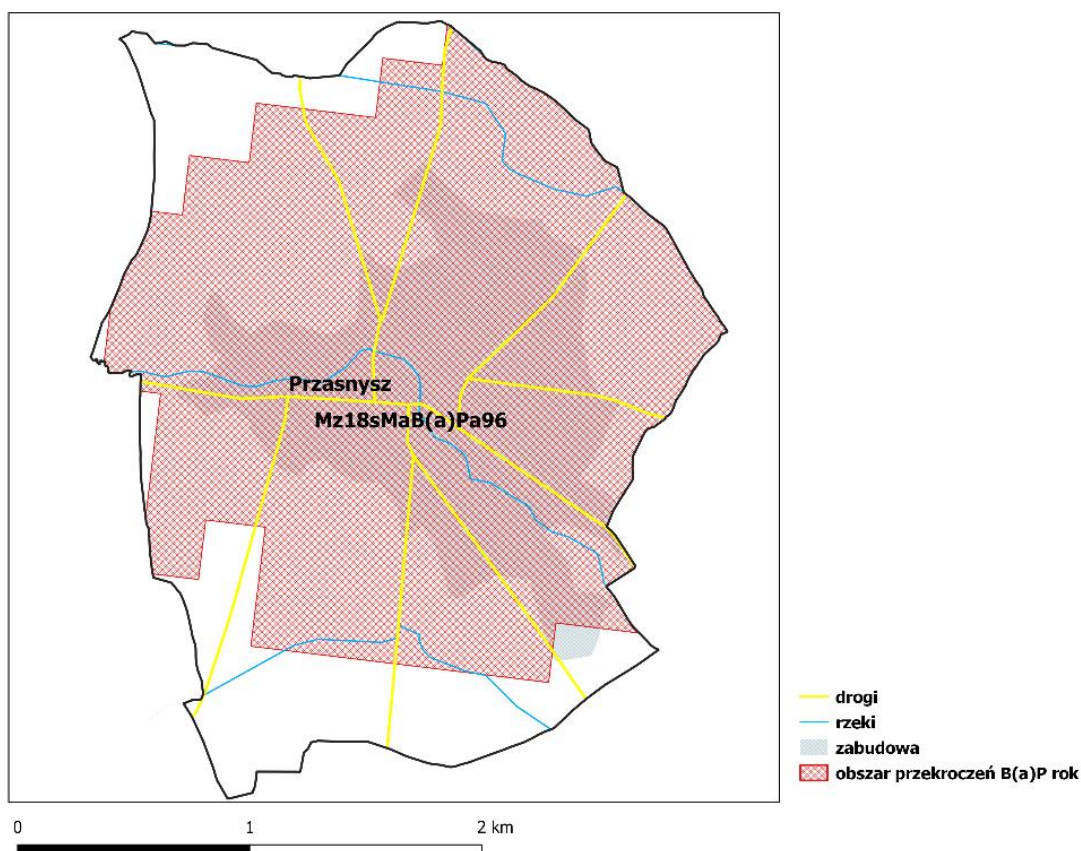 Przasnysz
Mz18sMaB(a)Pa96
drogi
rzeki
zabudowa
obszar przekroczeń B(a)P rok
0 1 2 km